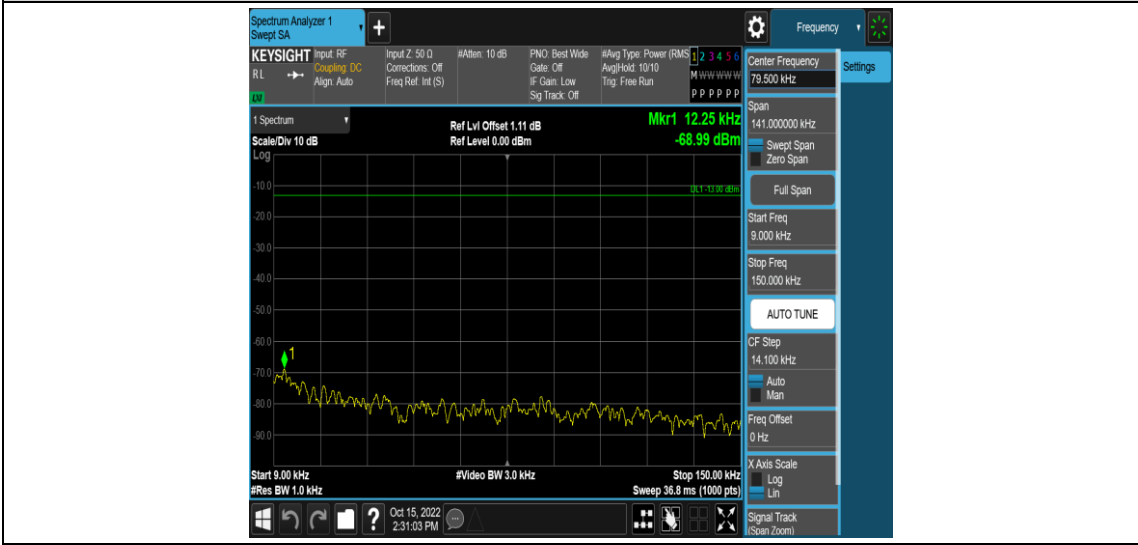 Spectrum Analyzer 1
Swept SA
+
Frequency
KEYSIGHT
RL
LXI
Input: RF
Coupling: DC
Align: Auto
Input Z: 50 Ω
Corrections: Off
Freq Ref: Int (S)
#Atten: 10 dB
PNO: Best Wide
Gate: Off
IF Gain: Low
Sig Track: Off
#Avg Type: Power (RMS
Avg|Hold: 10/10
Trig: Free Run
1 2 3 4 5 6
M W W W W W
P P P P P P
Center Frequency
79.500 kHz
Settings
Span
141.000000 kHz
Swept Span
Zero Span
Full Span
Start Freq
9.000 kHz
Stop Freq
150.000 kHz
AUTO TUNE
CF Step
14.100 kHz
Auto
Man
Freq Offset
0 Hz
X Axis Scale
Log
Lin
Signal Track
(Span Zoom)
1 Spectrum
Scale/Div 10 dB
Log
Ref Lvl Offset 1.11 dB
Ref Level 0.00 dBm
Mkr1 12.25 kHz
-68.99 dBm
DL1 -13.00 dBm
-10.0
-20.0
-30.0
-40.0
-50.0
-60.0
-70.0
-80.0
-90.0
1
Start 9.00 kHz
#Res BW 1.0 kHz
#Video BW 3.0 kHz
Stop 150.00 kHz
Sweep 36.8 ms (1000 pts)
?
Oct 15, 2022
2:31:03 PM